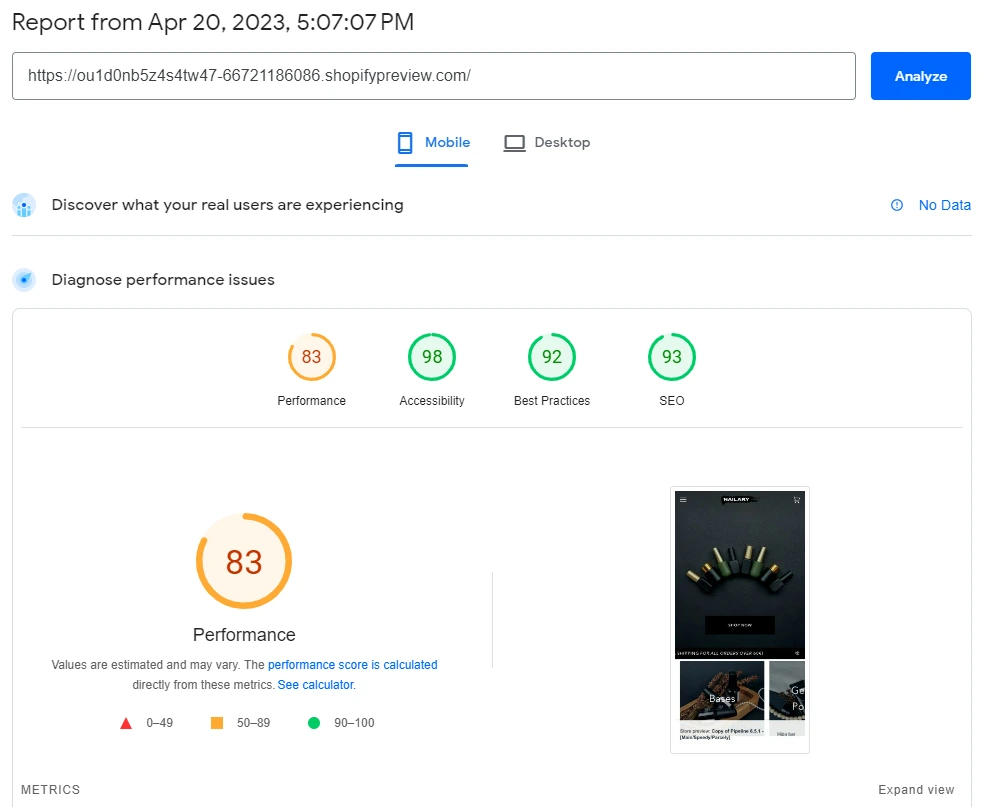 Report from Apr 20, 2023, 5:07:07 PM
https://ou1d0nb5z4s4tw47-66721186086.shopifypreview.com/
Analyze
Mobile
Desktop
Discover what your real users are experiencing
No Data
Diagnose performance issues
83
98
92
93
Performance
Accessibility
Best Practices
SEO
83
Performance
Values are estimated and may vary. The performance score is calculated
directly from these metrics. See calculator.
0–49
50–89
90–100
NAILARY
SHOP NOW
SHIPPING FOR ALL ORDERS OVER
Bases
Ge
Po
Store preview: Copy of Pipeline 6.5.1 -
[Main/Speedy/Parcely]
Hide bar
METRICS
Expand view